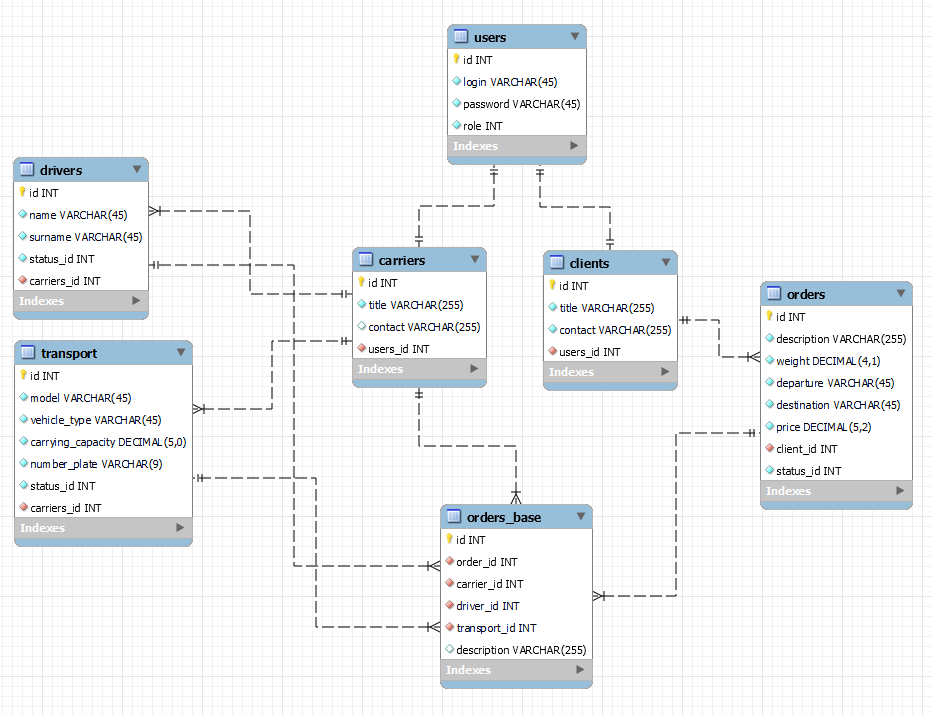 users
id INT
login VARCHAR(45)
password VARCHAR(45)
role INT
Indexes
drivers
id INT
name VARCHAR(45)
surname VARCHAR(45)
status_id INT
carriers_id INT
Indexes
carriers
id INT
title VARCHAR(255)
contact VARCHAR(255)
users_id INT
Indexes
clients
id INT
title VARCHAR(255)
contact VARCHAR(255)
users_id INT
Indexes
orders
id INT
description VARCHAR(255)
weight DECIMAL(4,1)
departure VARCHAR(45)
destination VARCHAR(45)
price DECIMAL(5,2)
client_id INT
status_id INT
Indexes
transport
id INT
model VARCHAR(45)
vehicle_type VARCHAR(45)
carrying_capacity DECIMAL(5,0)
number_plate VARCHAR(9)
status_id INT
carriers_id INT
Indexes
orders_base
id INT
order_id INT
carrier_id INT
driver_id INT
transport_id INT
description VARCHAR(255)
Indexes